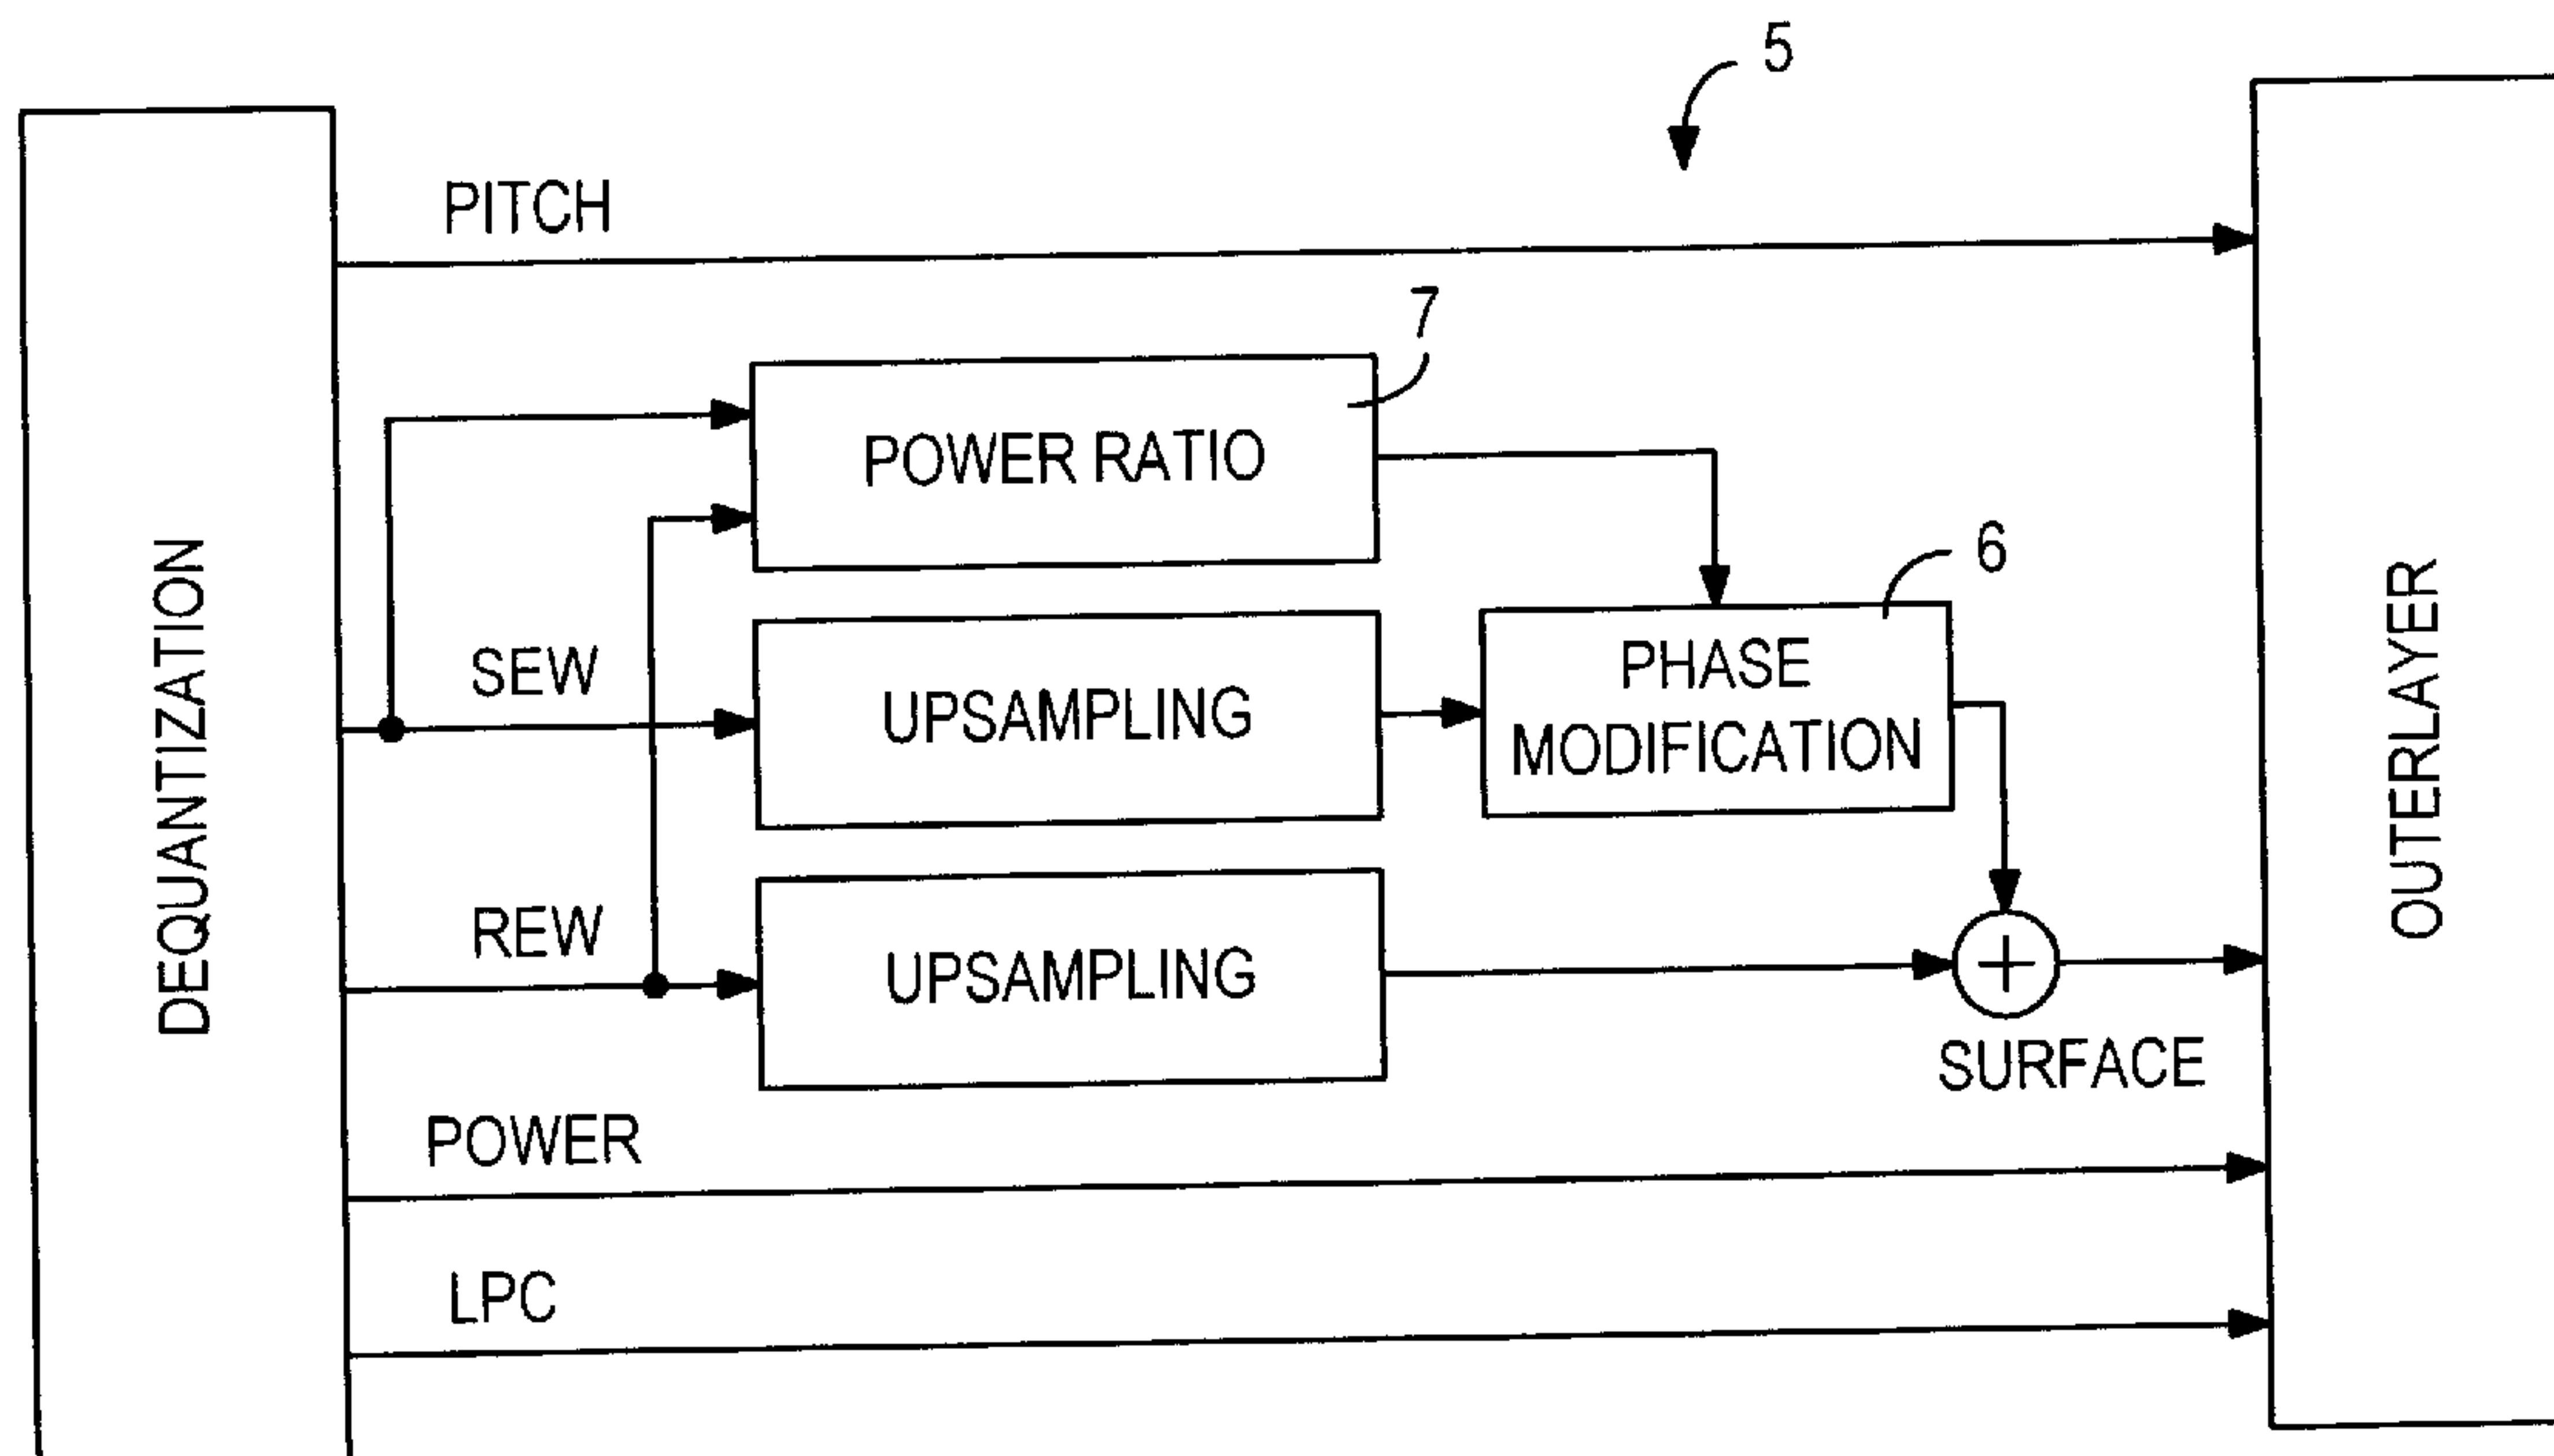 5
PITCH
7
POWER RATIO
6
DEQUANTIZATION
SEW
UPSAMPLING
PHASE
MODIFICATION
OUTERLAYER
REW
UPSAMPLING
+
SURFACE
POWER
LPC